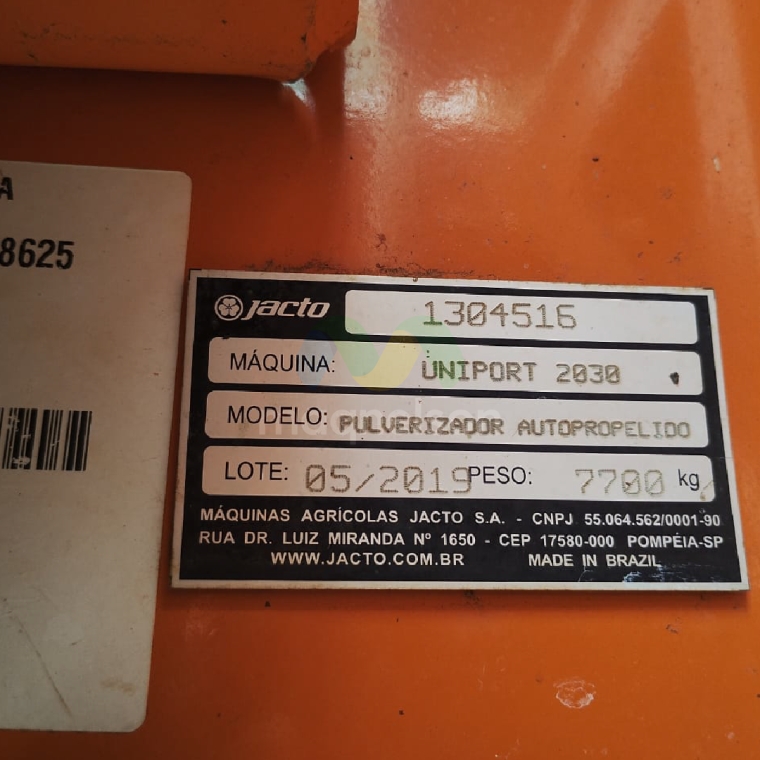 A
8625
jacto 1304516
MÁQUINA: UNIPORT 2030
MODELO: PULVERIZADOR AUTOPROPELIDO
LOTE: 05/2019 PESO: 7700 kg
MÁQUINAS AGRÍCOLAS JACTO S.A. - CNPJ 55.064.562/0001-90
RUA DR. LUIZ MIRANDA Nº 1650 - CEP 17580-000 POMPÉIA-SP
WWW.JACTO.COM.BR MADE IN BRAZIL